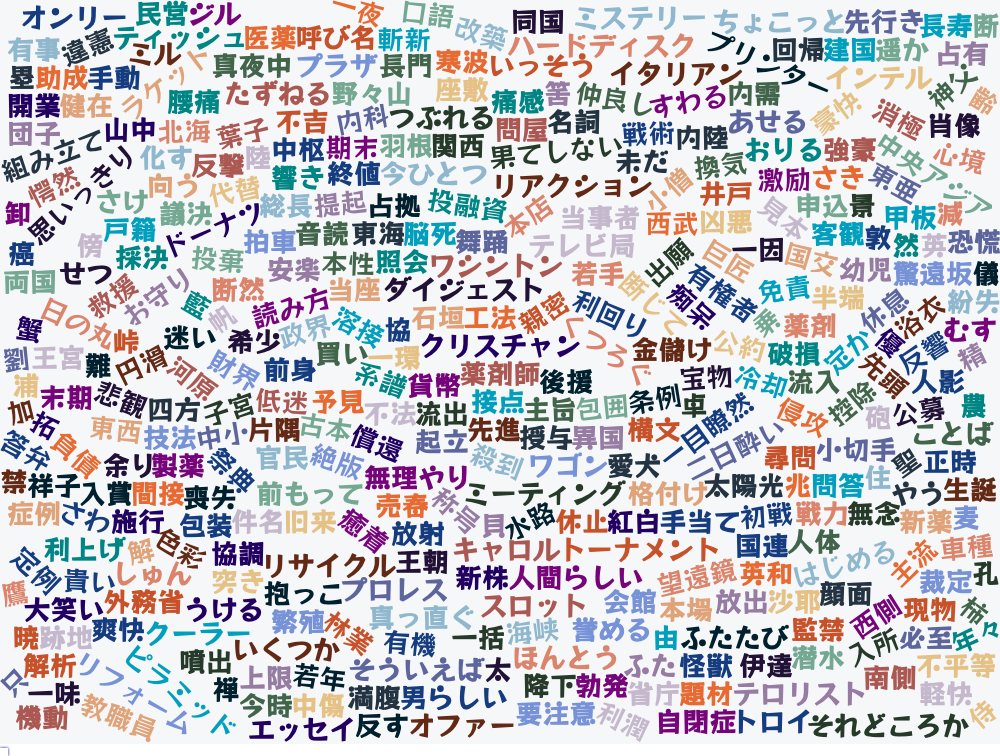 オンリー 民営 ジル 一夜 口語 改築 同国 ミステリー ちょこっと 先行き 長寿 断
有事 違憲 ティッシュ 医薬 呼び名 斬新 ハードディスク プリンター 回帰 建国 遥か 占有
ミル 真夜中 プラザ 長門 寒波 いっそう イタリアン インテル 神父 齢
塁 助成 手動 ラケット
開業 健在 腰痛 たずねる 野々山 座敷 痛感 答 仲良し すわる 内需 豪快 消極 肖像
団子 山中 北海 葉子 不吉 内科 つぶれる 問屋 名詞 戦術 内陸 あせる
組み立て 化す 反撃 陸 中枢 期末 羽根 関西 果てしない 未だ 換気 おりる 強豪 中央アジア 心境
愕然 思いっきり さけ 向う 代替 響き 終値 今ひとつ リアクション 小僧 井戸 激励 さき 東亜
卸 戸籍 議決 ドーナツ 総長 提起 占拠 投融資 本店 当事者 西武 凶悪 見本 申込 景 甲板 減
癌 傍 採決 投棄 拍車 音読 東海 脳死 舞踊 テレビ局 出願 巨匠 一因 国交 客観 敦 然 英 恐慌
両国 せつ 救援 お守り 断然 安楽 本性 照会 ワシントン 若手 断じて 痴呆 有権者 免責 幼児 驚 遠坂 儀
日の丸 藍 帆 読み方 当座 ダイジェスト 利回り 半端 休息 浴衣 紛失
蟹 峠 迷い 希少 政界 溶接 協 石垣 工法 親密 くつろぐ 峯 薬剤 定か 優 反響 むす
劉 王宮 難 円滑 河原 財界 前身 買い 一環 クリスチャン 金儲け 公約 破損 先頭 精
浦 末期 悲観 四方 子宮 低迷 予見 系譜 貨幣 薬剤師 後援 宝物 冷却 流入 控除 人影
加 拓 負債 東西 技法 中小 片隅 古本 償還 不法 流出 接点 主旨 包囲 条例 卓 一目瞭然 侵攻 砲 公募 農
答弁 余り 製薬 祭典 官民 絶版 起立 先進 授与 異国 構文 二日酔い 尋問 小切手 ことば
禁 祥子 入賞 間接 喪失 前もって 無理やり 殺到 ワゴン 愛犬 太陽光 兆 問答 住 聖 正時
症例 ざわ 施行 包装 件名 旧来 癒着 売春 称号 ミーティング 格付け やう 生誕
利上げ 解 色彩 協調 放射 貝 水路 休止 紅白 手当て 初戦 戦力 無念 新薬 麦
定例 貴い しゅん 突き リサイクル 王朝 キャロル トーナメント 国連 人体 はじめる 主流 車種
鷹 大笑い 外務省 うける 抱っこ プロレス 新株 人間らしい 望遠鏡 英和 顔面 裁定 孔
暁 跡地 爽快 クーラー 繁殖 林業 真っ直ぐ スロット 会館 本場 放出 沙耶 西側 現物 存
解析 リフォーム ピラミッド 噴出 いくつか 有機 一括 海峡 誉める 由 ふたたび 監禁 入所 必至 年々
只 一味 禅 上限 若年 そういえば 太 ほんとう ふた 怪獣 伊達 潜水 南側 不平等
機動 教職員 今時 中傷 満腹 男らしい 降下 勃発 省庁 題材 テロリスト 軽快
エッセイ 反す オファー 要注意 利潤 自閉症 トロイ それどころか 侍